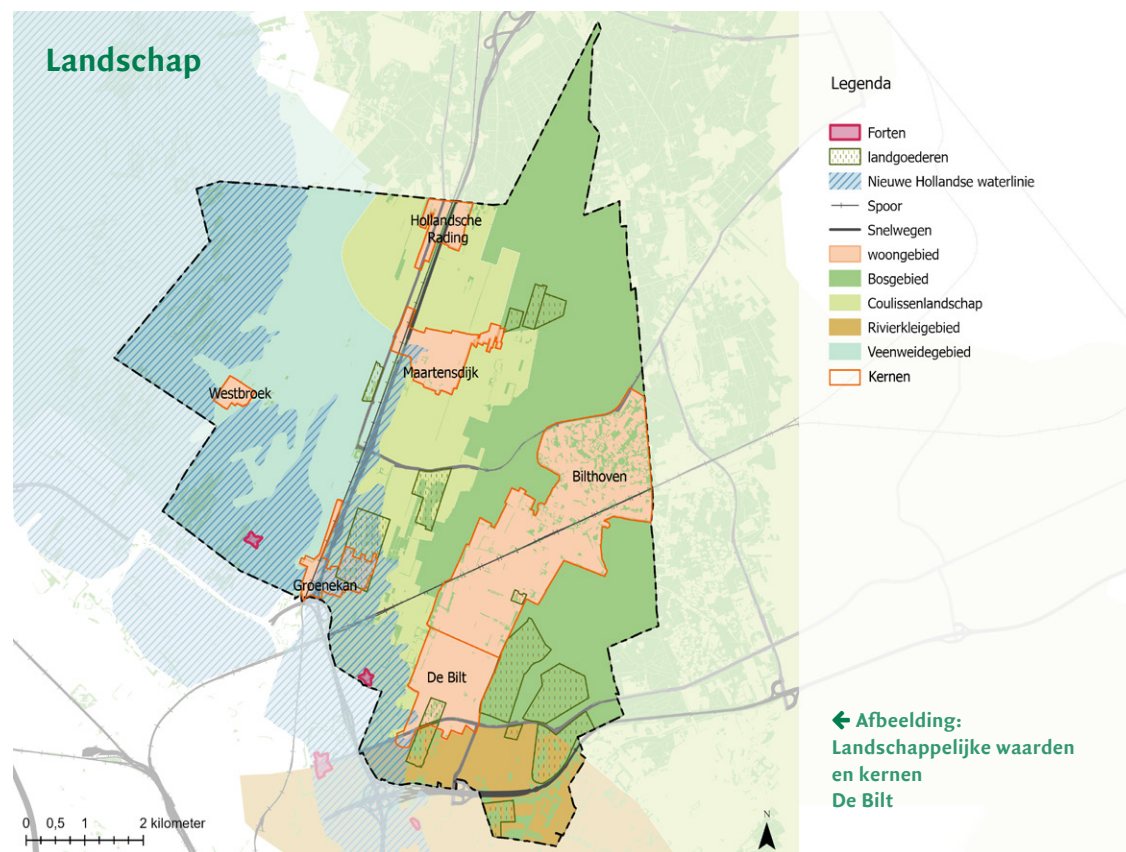 Landschap
Hollandsche
Rading
Maartensdijk
Westbroek
Bilthoven
Groenekan
De Bilt
0 0,5 1 2 kilometer
N
Legenda
Forten
landgoederen
Nieuwe Hollandse waterlinie
Spoor
Snelwegen
woongebied
Bosgebied
Coulissenlandschap
Rivierkleigebied
Veenweidegebied
Kernen
← Afbeelding:
Landschappelijke waarden
en kernen
De Bilt